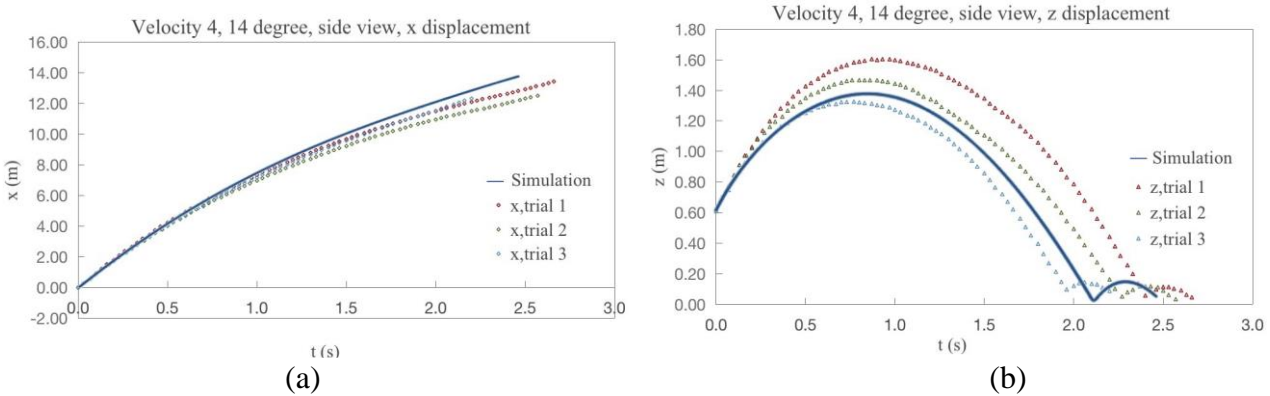 Velocity 4, 14 degree, side view, x displacement
16.00
14.00
12.00
10.00
8.00
6.00
4.00
2.00
0.00
-2.00
x (m)
0.0 0.5 1.0 1.5 2.0 2.5 3.0
t (s)
Simulation
x,trial 1
x,trial 2
x,trial 3
(a)
Velocity 4, 14 degree, side view, z displacement
1.80
1.60
1.40
1.20
1.00
0.80
0.60
0.40
0.20
0.00
z (m)
0.0 0.5 1.0 1.5 2.0 2.5 3.0
t (s)
Simulation
z,trial 1
z,trial 2
z,trial 3
(b)